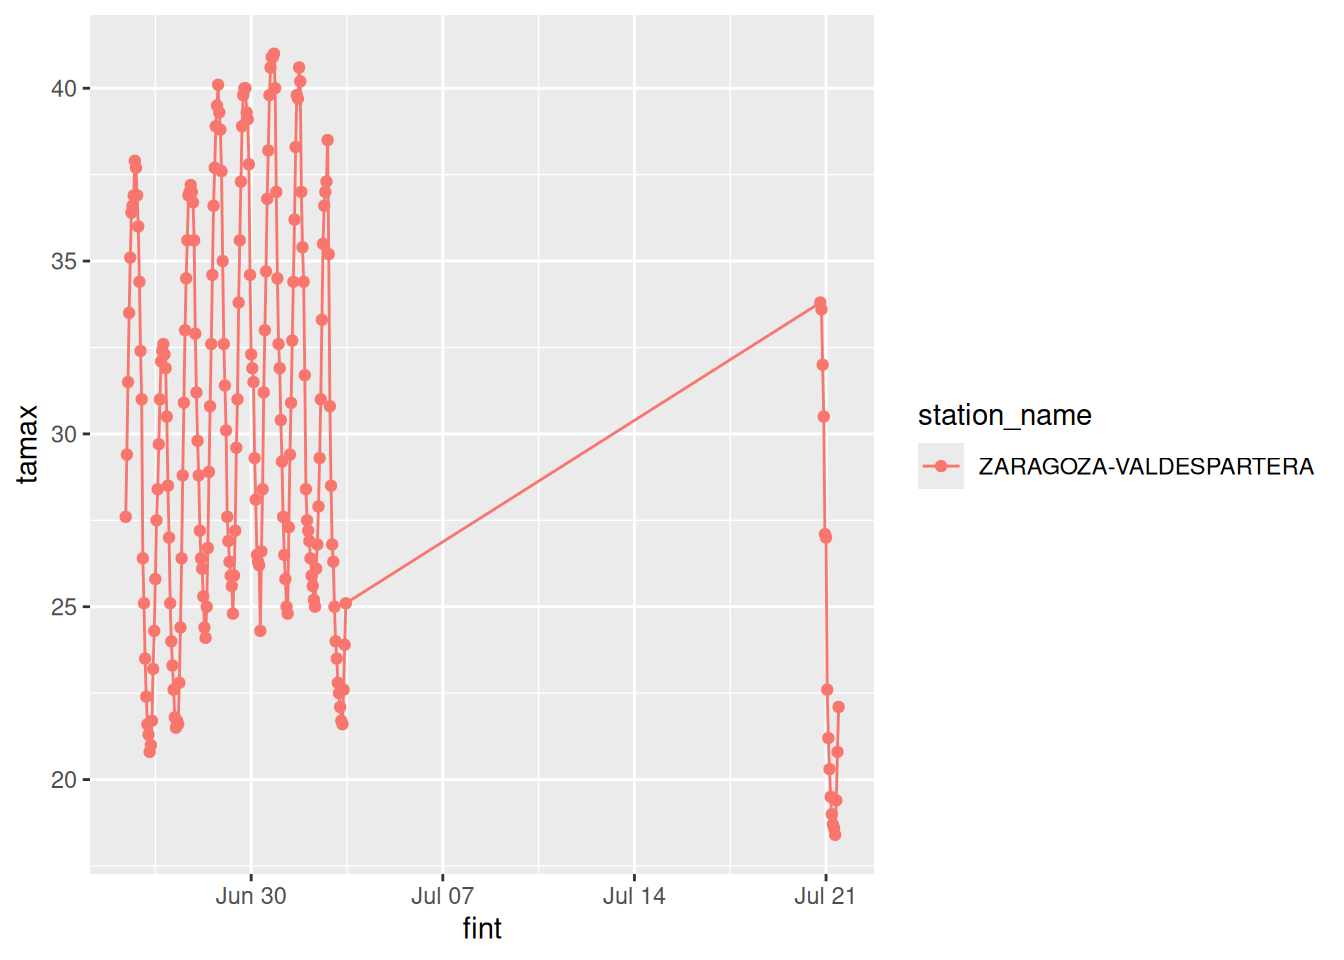 40
35
30
25
20
tamax
Jun 30
Jul 07
Jul 14
Jul 21
fint
station_name
ZARAGOZA-VALDESPARTERA